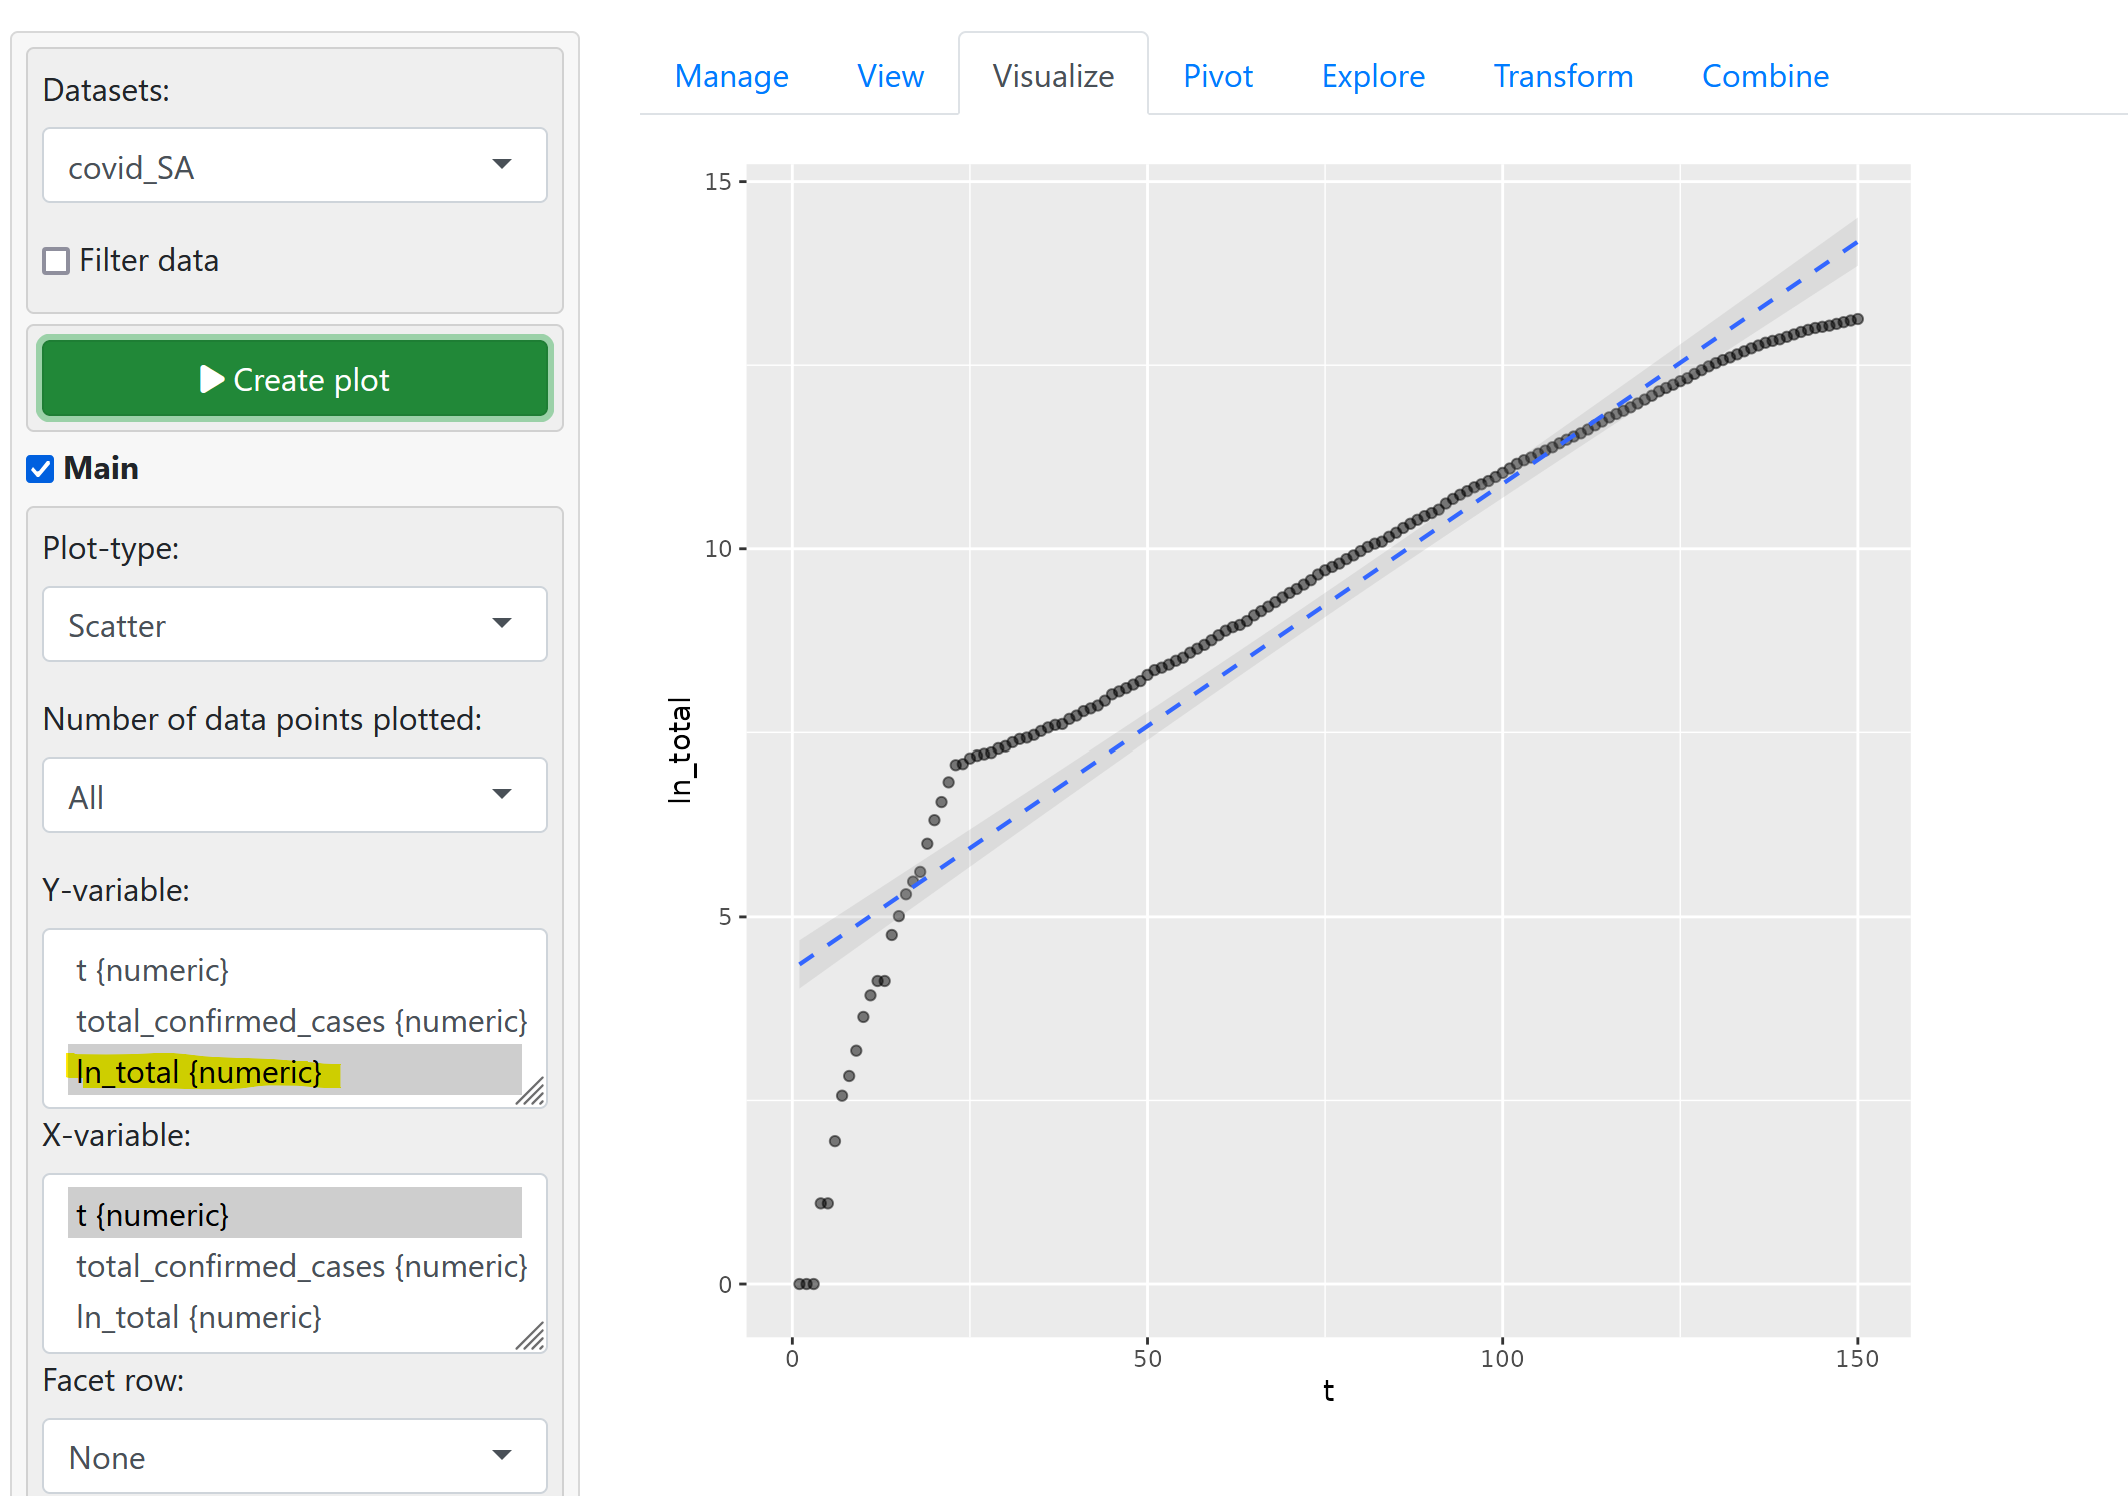 Datasets:
covid_SA
Filter data
Create plot
Main
Plot-type:
Scatter
Number of data points plotted:
All
Y-variable:
t {numeric}
total_confirmed_cases {numeric}
ln_total {numeric}
X-variable:
t {numeric}
total_confirmed_cases {numeric}
ln_total {numeric}
Facet row:
None
Manage View Visualize Pivot Explore Transform Combine
15
10
5
0
ln_total
0 50 100 150
t